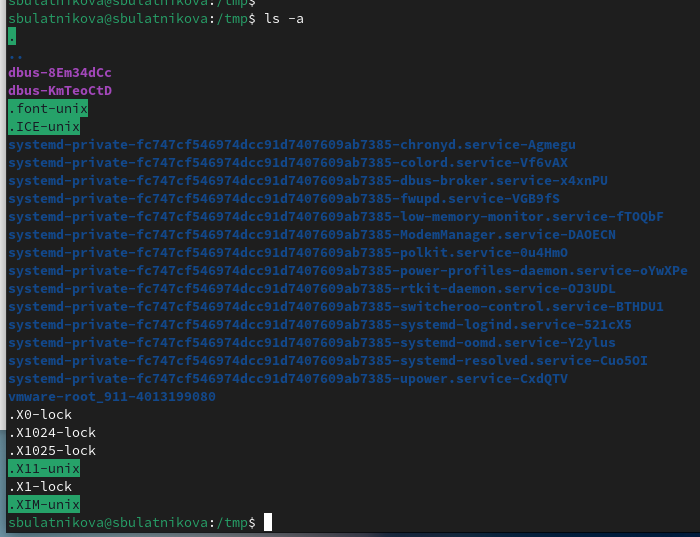 sbulatnikova@sbulatnikova:/tmp$
sbulatnikova@sbulatnikova:/tmp$ ls -a
.
..
dbus-8Em34dCc
dbus-KmTeoCtD
.font-unix
.ICE-unix
systemd-private-fc747cf546974dcc91d7407609ab7385-chronyd.service-Agmegu
systemd-private-fc747cf546974dcc91d7407609ab7385-colord.service-Vf6vAX
systemd-private-fc747cf546974dcc91d7407609ab7385-dbus-broker.service-x4xnPU
systemd-private-fc747cf546974dcc91d7407609ab7385-fwupd.service-VGB9fS
systemd-private-fc747cf546974dcc91d7407609ab7385-low-memory-monitor.service-fTOQbF
systemd-private-fc747cf546974dcc91d7407609ab7385-ModemManager.service-DAOECN
systemd-private-fc747cf546974dcc91d7407609ab7385-polkit.service-0u4HmO
systemd-private-fc747cf546974dcc91d7407609ab7385-power-profiles-daemon.service-oYwXPe
systemd-private-fc747cf546974dcc91d7407609ab7385-rtkit-daemon.service-OJ3UDL
systemd-private-fc747cf546974dcc91d7407609ab7385-switcheroo-control.service-BTHDU1
systemd-private-fc747cf546974dcc91d7407609ab7385-systemd-logind.service-521cX5
systemd-private-fc747cf546974dcc91d7407609ab7385-systemd-oomd.service-Y2ylus
systemd-private-fc747cf546974dcc91d7407609ab7385-systemd-resolved.service-Cuo5OI
systemd-private-fc747cf546974dcc91d7407609ab7385-upower.service-CxdQTV
vmware-root_911-4013199080
.X0-lock
.X1024-lock
.X1025-lock
.X11-unix
.X1-lock
.XIM-unix
sbulatnikova@sbulatnikova:/tmp$